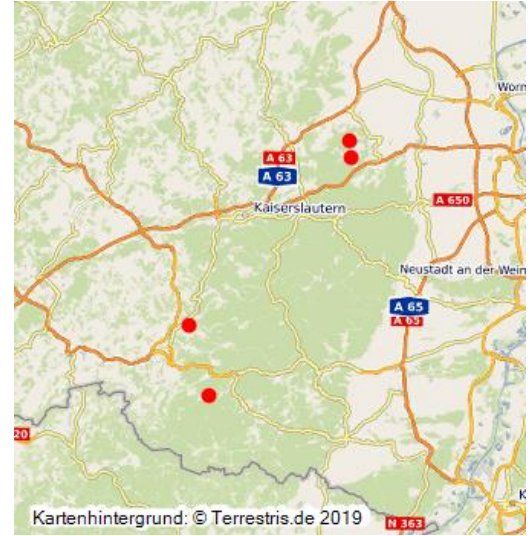 Worm
A 63
A 63
Kaiserslautern
A 650
Neustadt an der Wein
A 65
A 65
20
K
N 363
Kartenhintergrund: © Terrestris.de 2019